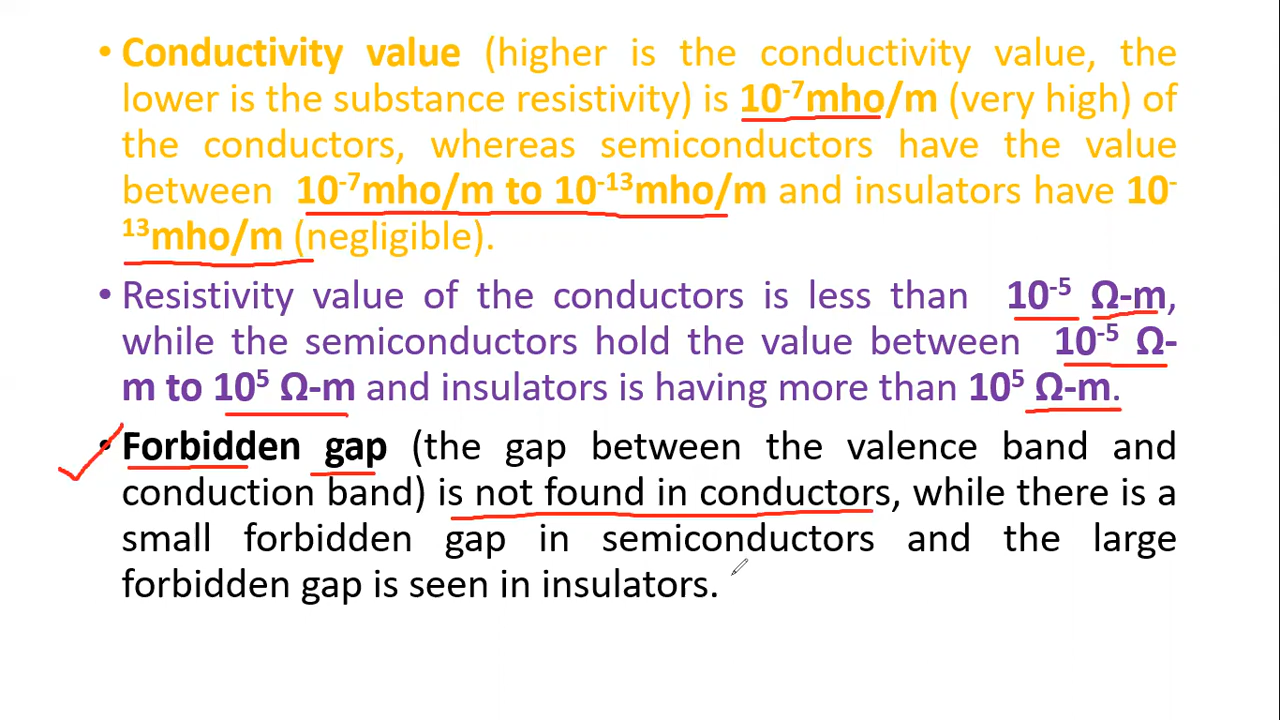 • Conductivity value (higher is the conductivity value, the
lower is the substance resistivity) is 10⁻⁷mho/m (very high) of
the conductors, whereas semiconductors have the value
between 10⁻⁷mho/m to 10⁻¹³mho/m and insulators have 10⁻
¹³mho/m (negligible).
• Resistivity value of the conductors is less than 10⁻⁵ Ω-m,
while the semiconductors hold the value between 10⁻⁵ Ω-
m to 10⁵ Ω-m and insulators is having more than 10⁵ Ω-m.
• Forbidden gap (the gap between the valence band and
conduction band) is not found in conductors, while there is a
small forbidden gap in semiconductors and the large
forbidden gap is seen in insulators.